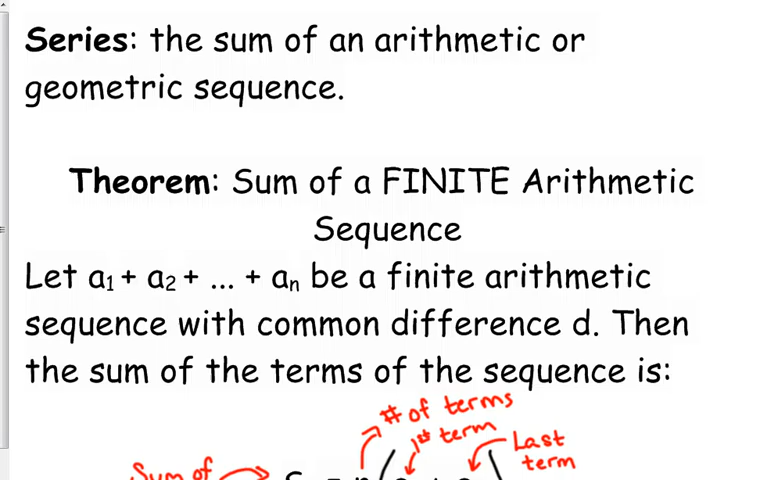 Series: the sum of an arithmetic or
geometric sequence.
Theorem: Sum of a FINITE Arithmetic
Sequence
Let a₁ + a₂ + ... + aₙ be a finite arithmetic
sequence with common difference d. Then
the sum of the terms of the sequence is:
# of terms
1st term
Last
term
Sum of